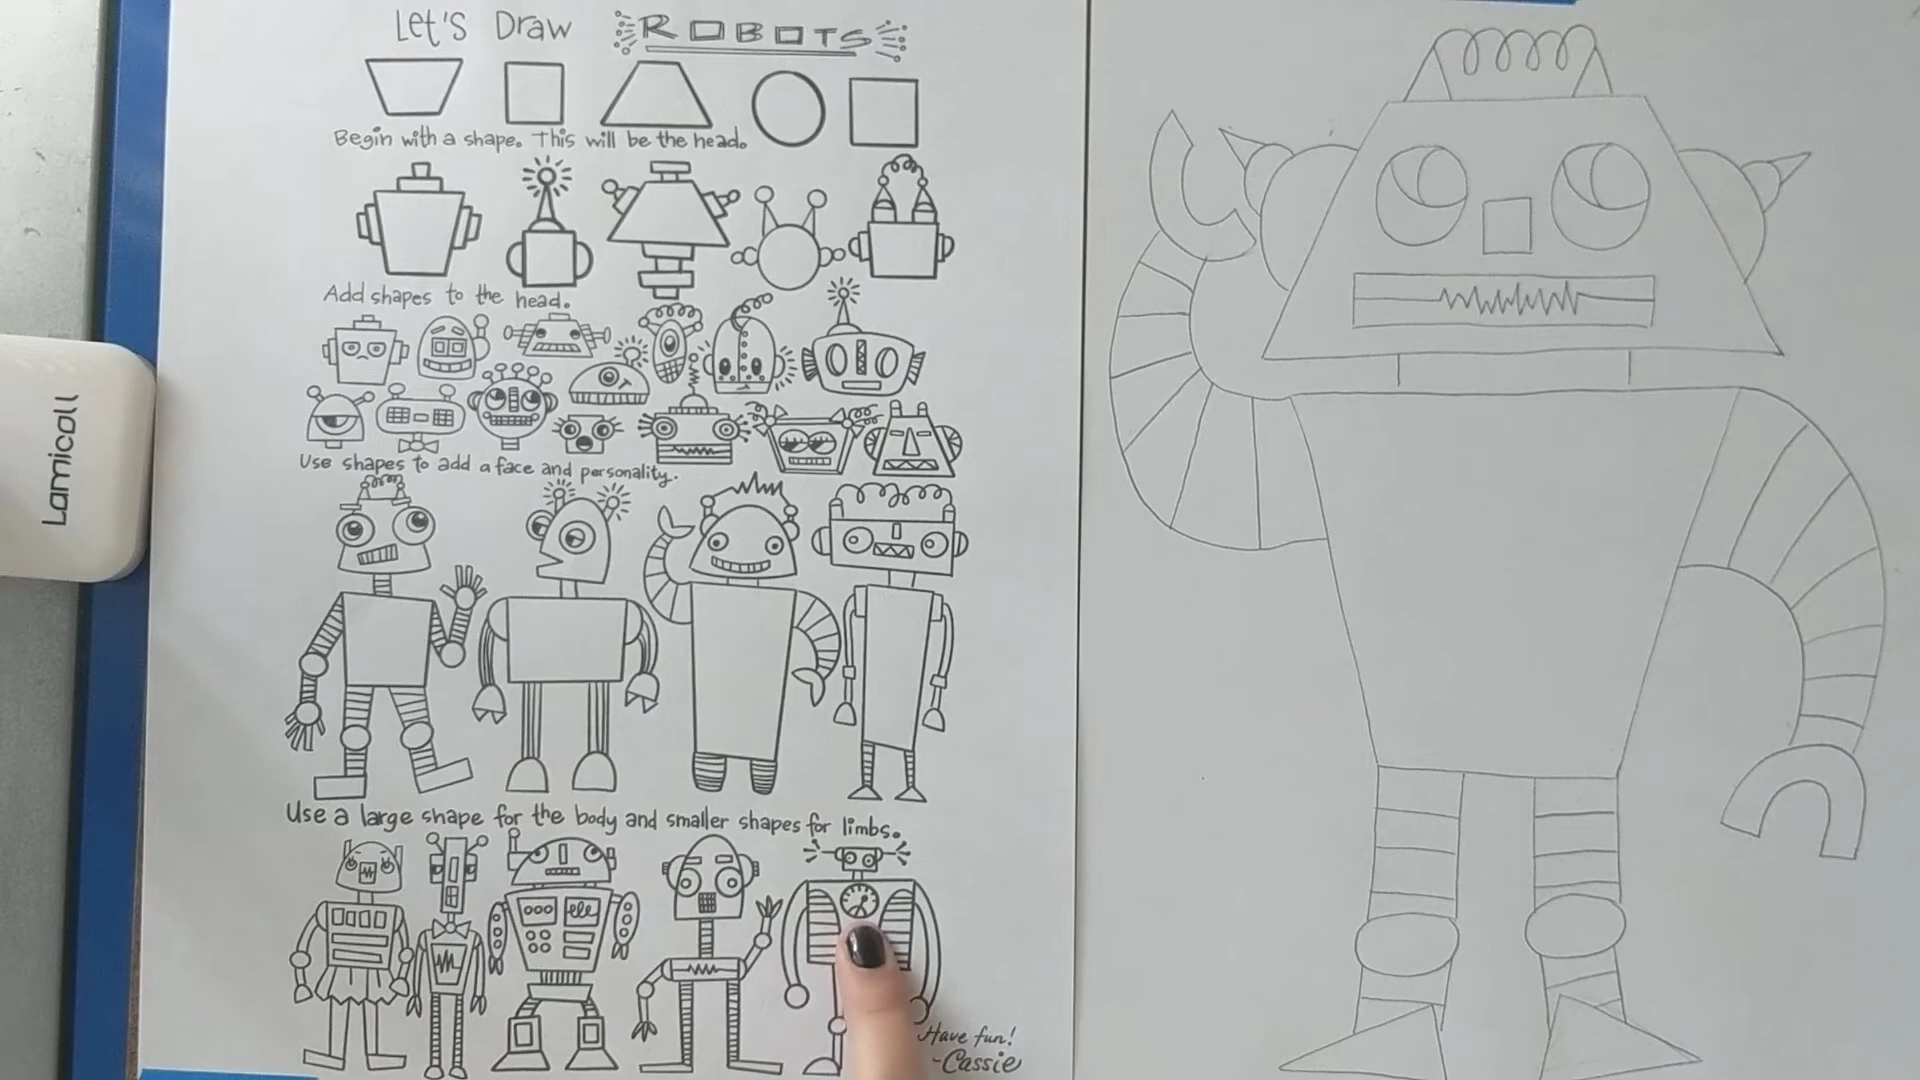 Let's Draw ROBOTS
Begin with a shape. This will be the head.
Add shapes to the head.
Use shapes to add a face and personality.
Use a large shape for the body and smaller shapes for limbs.
Have fun!
-Cassie
Lamicall